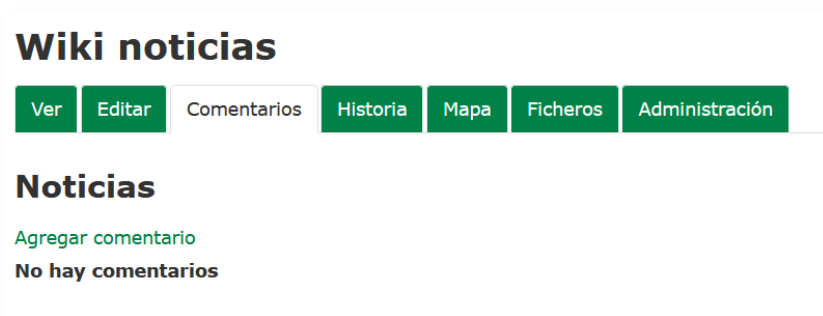 Wiki noticias
Ver Editar Comentarios Historia Mapa Ficheros Administración
Noticias
Agregar comentario
No hay comentarios